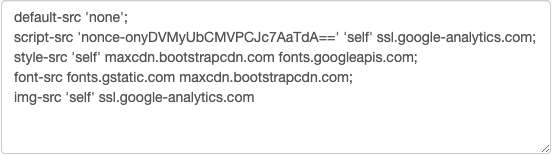 default-src 'none';
script-src 'nonce-onyDVMyUbCMVPCJc7AaTdA==' 'self' ssl.google-analytics.com;
style-src 'self' maxcdn.bootstrapcdn.com fonts.googleapis.com;
font-src fonts.gstatic.com maxcdn.bootstrapcdn.com;
img-src 'self' ssl.google-analytics.com